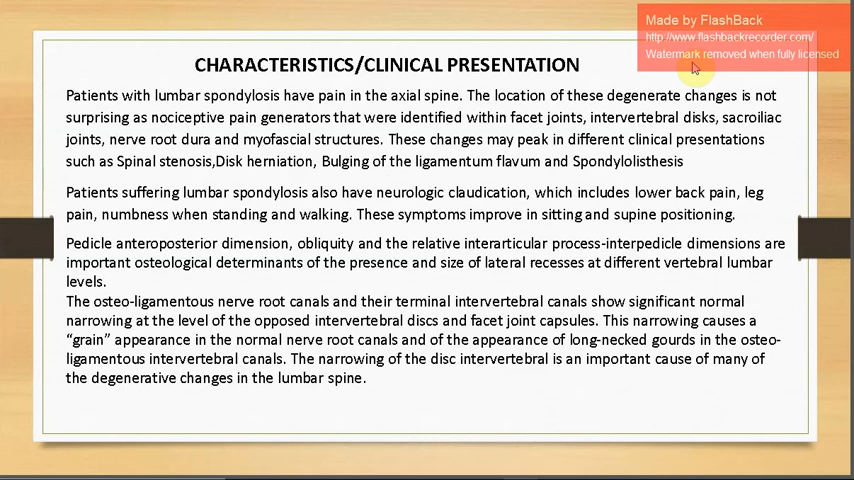 Made by FlashBack
http://www.flashbackrecorder.com/
Watermark removed when fully licensed
CHARACTERISTICS/CLINICAL PRESENTATION
Patients with lumbar spondylosis have pain in the axial spine. The location of these degenerate changes is not
surprising as nociceptive pain generators that were identified within facet joints, intervertebral disks, sacroiliac
joints, nerve root dura and myofascial structures. These changes may peak in different clinical presentations
such as Spinal stenosis,Disk herniation, Bulging of the ligamentum flavum and Spondylolisthesis
Patients suffering lumbar spondylosis also have neurologic claudication, which includes lower back pain, leg
pain, numbness when standing and walking. These symptoms improve in sitting and supine positioning.
Pedicle anteroposterior dimension, obliquity and the relative interarticular process-interpedicle dimensions are
important osteological determinants of the presence and size of lateral recesses at different vertebral lumbar
levels.
The osteo-ligamentous nerve root canals and their terminal intervertebral canals show significant normal
narrowing at the level of the opposed intervertebral discs and facet joint capsules. This narrowing causes a
“grain” appearance in the normal nerve root canals and of the appearance of long-necked gourds in the osteo-
ligamentous intervertebral canals. The narrowing of the disc intervertebral is an important cause of many of
the degenerative changes in the lumbar spine.